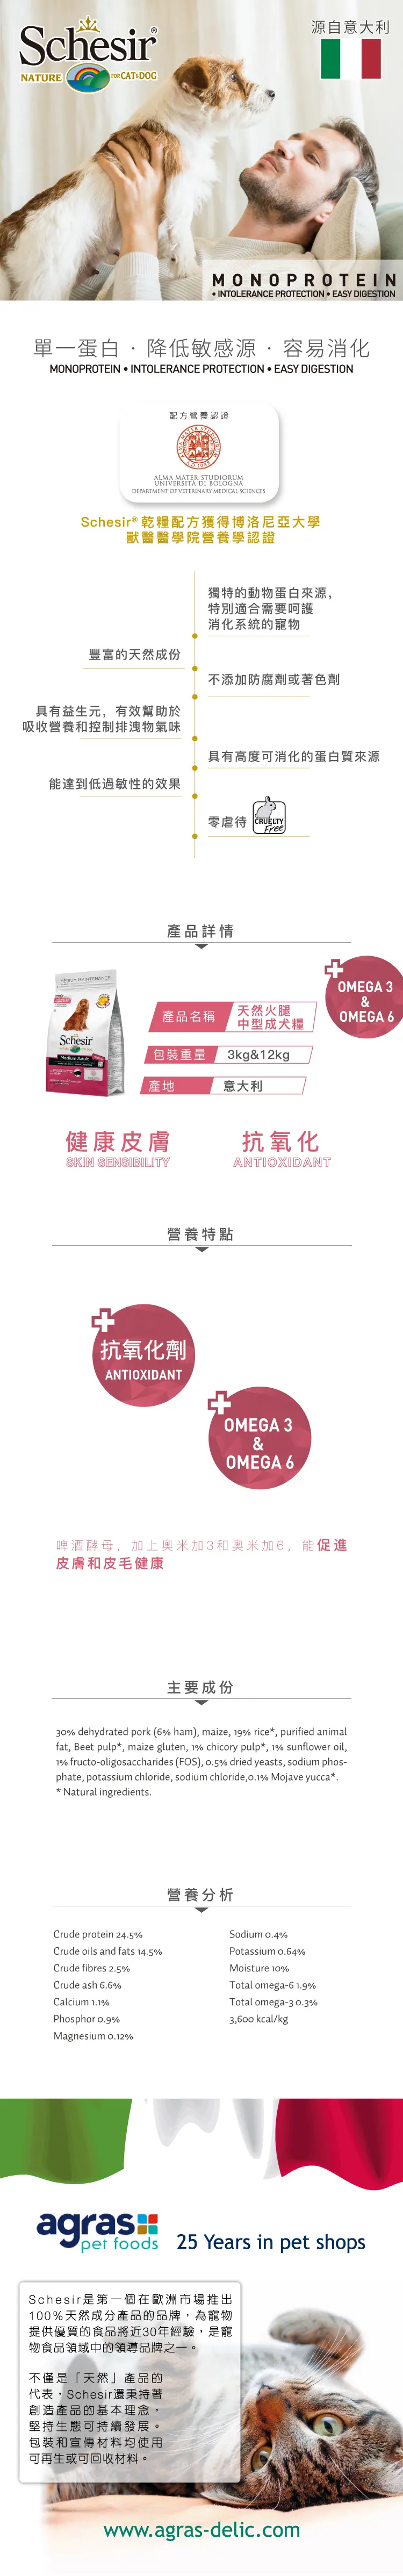 源自意大利
Schesir®
NATURE FOR CAT&DOG
MONOPROTEIN
• INTOLERANCE PROTECTION • EASY DIGESTION
單一蛋白 · 降低敏感源 · 容易消化
MONOPROTEIN • INTOLERANCE PROTECTION • EASY DIGESTION
配方營養認證
ALMA MATER STUDIORUM
UNIVERSITÀ DI BOLOGNA
DEPARTMENT OF VETERINARY MEDICAL SCIENCES
Schesir® 乾糧配方獲得博洛尼亞大學
獸醫醫學院營養學認證
獨特的動物蛋白來源，
特別適合需要呵護
消化系統的寵物
豐富的天然成份
不添加防腐劑或著色劑
具有益生元，有效幫助於
吸收營養和控制排洩物氣味
具有高度可消化的蛋白質來源
能達到低過敏性的效果
零虐待
CRUELTY
Free
產品詳情
OMEGA 3
&
OMEGA 6
MEDIUM MAINTENANCE
Schesir
Medium Adult
產品名稱
天然火腿
中型成犬糧
包裝重量 3kg&12kg
產地 意大利
健康皮膚
SKIN SENSIBILITY
抗氧化
ANTIOXIDANT
營養特點
抗氧化劑
ANTIOXIDANT
OMEGA 3
&
OMEGA 6
啤酒酵母，加上奧米加3和奧米加6，能促進
皮膚和皮毛健康
主要成份
30% dehydrated pork (6% ham), maize, 19% rice*, purified animal
fat, Beet pulp*, maize gluten, 1% chicory pulp*, 1% sunflower oil,
1% fructo-oligosaccharides (FOS), 0.5% dried yeasts, sodium phos-
phate, potassium chloride, sodium chloride,0.1% Mojave yucca*.
* Natural ingredients.
營養分析
Crude protein 24.5%
Crude oils and fats 14.5%
Crude fibres 2.5%
Crude ash 6.6%
Calcium 1.1%
Phosphor 0.9%
Magnesium 0.12%
Sodium 0.4%
Potassium 0.64%
Moisture 10%
Total omega-6 1.9%
Total omega-3 0.3%
3,600 kcal/kg
agras
pet foods
25 Years in pet shops
Schesir是第一個在歐洲市場推出
100%天然成分產品的品牌，為寵物
提供優質的食品將近30年經驗，是寵
物食品領域中的領導品牌之一。
不僅是「天然」產品的
代表，Schesir還秉持著
創造產品的基本理念，
堅持生態可持續發展。
包裝和宣傳材料均使用
可再生或可回收材料。
www.agras-delic.com